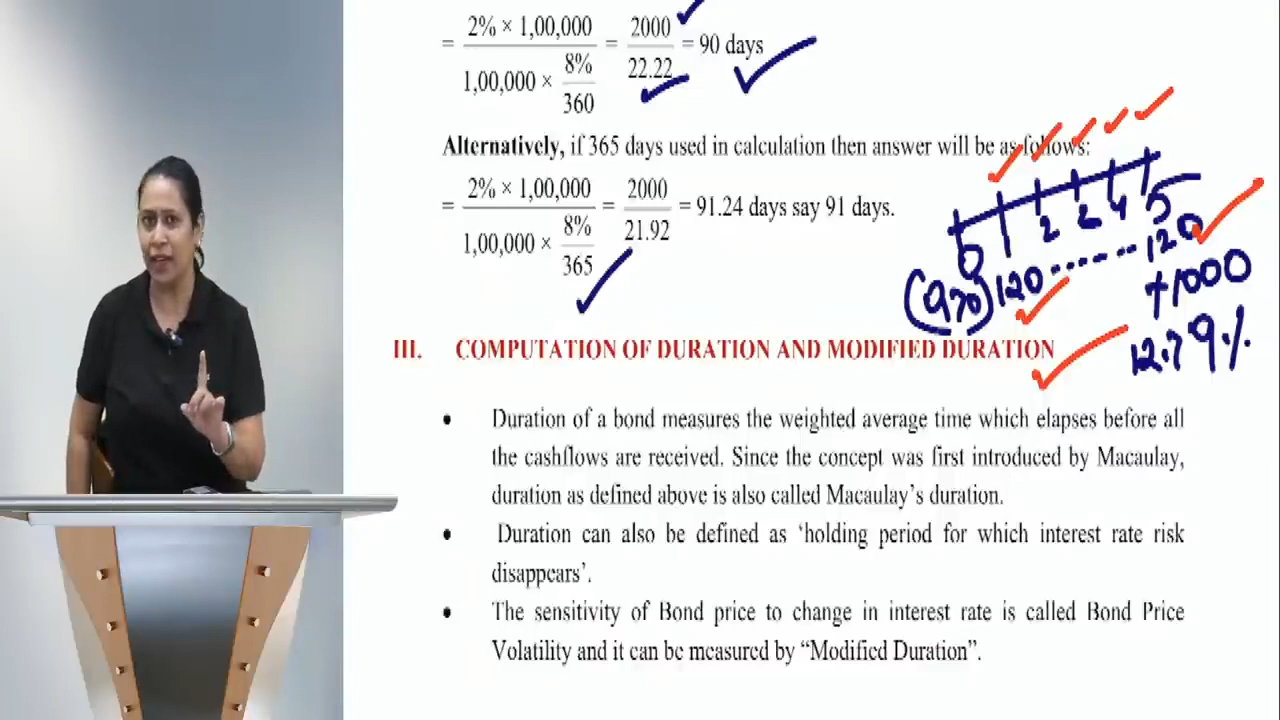 = 2% × 1,00,000 / 1,00,000 × 8%/360 = 2000/22.22 = 90 days
Alternatively, if 365 days used in calculation then answer will be as follows:
= 2% × 1,00,000 / 1,00,000 × 8%/365 = 2000/21.92 = 91.24 days say 91 days.
0 1 2 2 4 5
(970) 120 ------- 120
+1000
12.79%
III. COMPUTATION OF DURATION AND MODIFIED DURATION
• Duration of a bond measures the weighted average time which elapses before all
the cashflows are received. Since the concept was first introduced by Macaulay,
duration as defined above is also called Macaulay's duration.
• Duration can also be defined as 'holding period for which interest rate risk
disappears'.
• The sensitivity of Bond price to change in interest rate is called Bond Price
Volatility and it can be measured by “Modified Duration”.